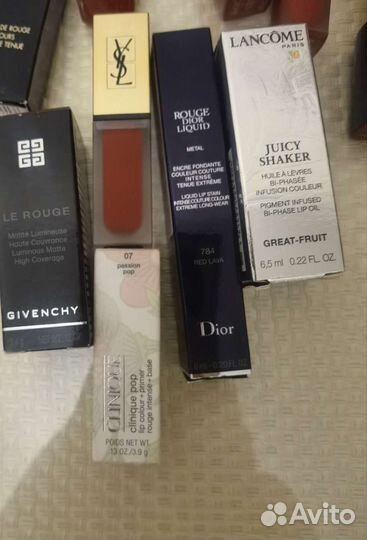 DE ROUGE
LE ROUGE
Matte Lumineuse
Haute Couvrance
Luminous Matte
High Coverage
GIVENCHY
YSL
07
passion
pop
CLINIQUE
clinique pop
lip colour + primer
rouge intense + base
POIDS NET WT.
.13 OZ/3.9 g
ROUGE DIOR
LIQUID
METAL
ENCRE FONDANTE
COULEUR COUTURE
INTENSE
TENUE EXTRÊME
LIQUID LIP STAIN
INTENSE COUTURE COLOUR
EXTREME LONG-WEAR
784
RED LAVA
Dior
LANCÔME
PARIS
JUICY
SHAKER
HUILE À LÈVRES
BI-PHASÉE
INFUSION COULEUR
PIGMENT INFUSED
BI-PHASE LIP OIL
GREAT-FRUIT
6,5 ml 0.22 FL. OZ.
Avito